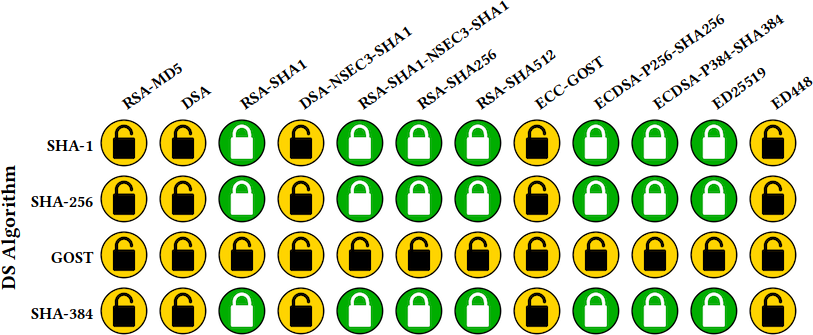 RSA-MD5
DSA
RSA-SHA1
DSA-NSEC3-SHA1
RSA-SHA1-NSEC3-SHA1
RSA-SHA256
RSA-SHA512
ECC-GOST
ECDSA-P256-SHA256
ECDSA-P384-SHA384
ED25519
ED448
DS Algorithm
SHA-1
SHA-256
GOST
SHA-384